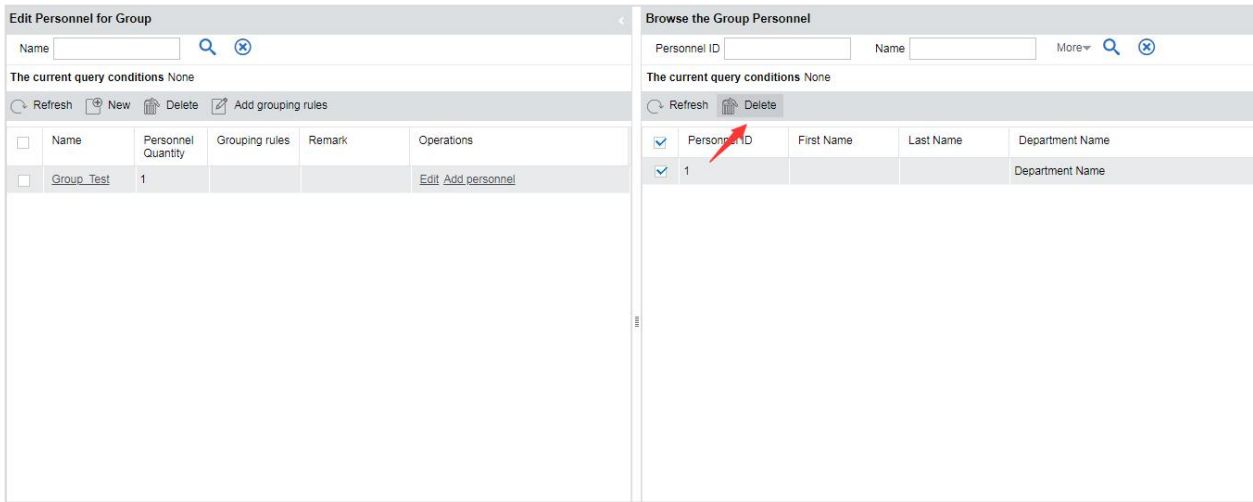 Edit Personnel for Group
Name
The current query conditions None
Refresh New Delete Add grouping rules
Name Personnel Quantity Grouping rules Remark Operations
Group_Test 1 Edit Add personnel
Browse the Group Personnel
Personnel ID Name More
The current query conditions None
Refresh Delete
Personnel ID First Name Last Name Department Name
1 Department Name